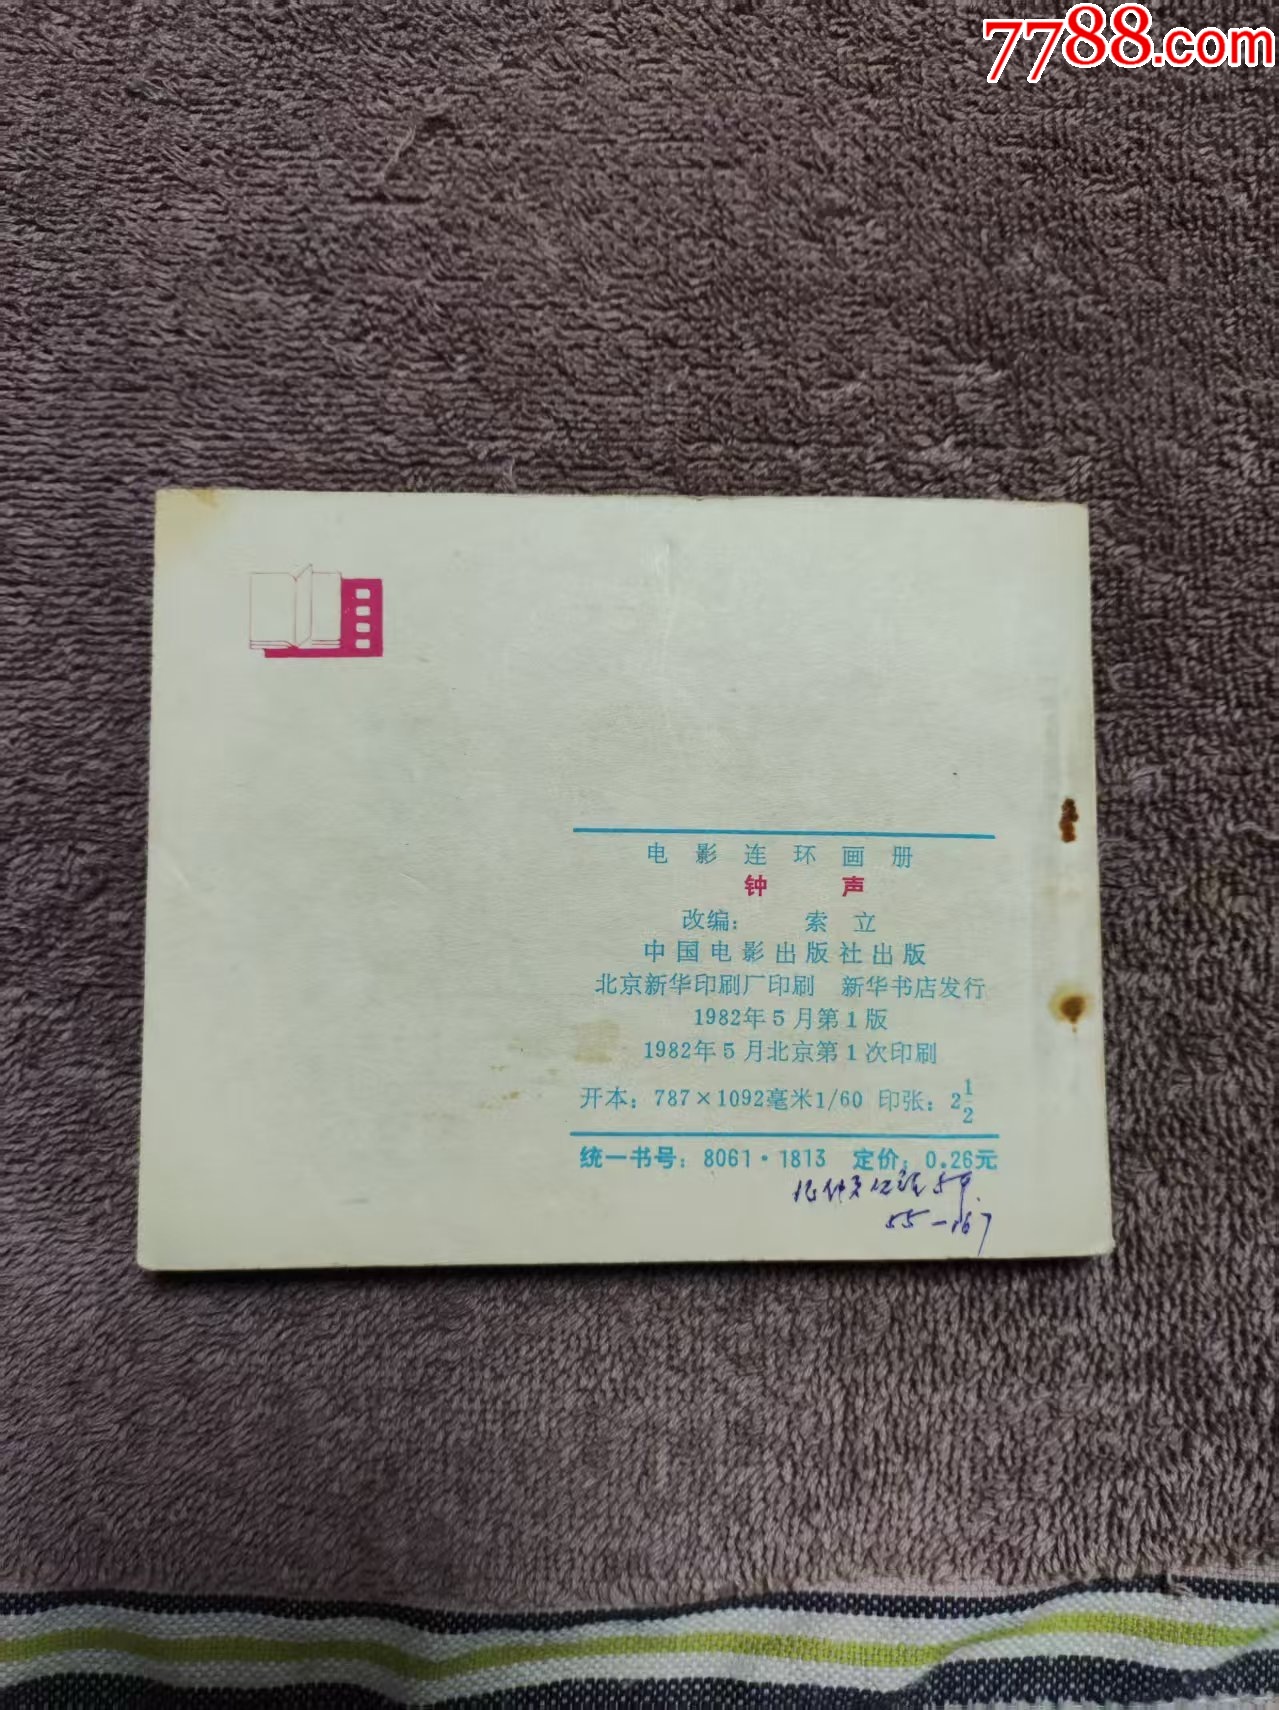 7788.com
电影连环画册
钟声
改编： 索立
中国电影出版社出版
北京新华印刷厂印刷 新华书店发行
1982年5月第1版
1982年5月北京第1次印刷
开本：787×1092毫米1/60 印张：2 1/2
统一书号：8061·1813 定价：0.26元
55-167